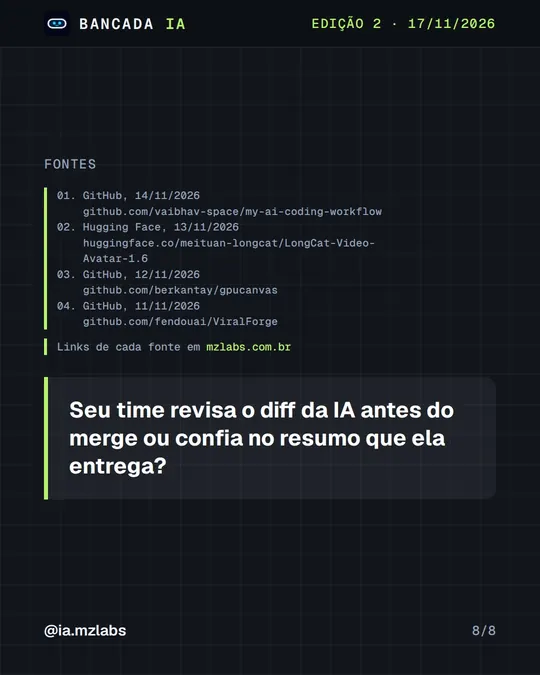 BANCADA IA
EDIÇÃO 2 · 17/11/2026
FONTES
01. GitHub, 14/11/2026
github.com/vaibhav-space/my-ai-coding-workflow
02. Hugging Face, 13/11/2026
huggingface.co/meituan-longcat/LongCat-Video-
Avatar-1.6
03. GitHub, 12/11/2026
github.com/berkantay/gpucanvas
04. GitHub, 11/11/2026
github.com/fendouai/ViralForge
Links de cada fonte em mzlabs.com.br
Seu time revisa o diff da IA antes do
merge ou confia no resumo que ela
entrega?
@ia.mzlabs
8/8